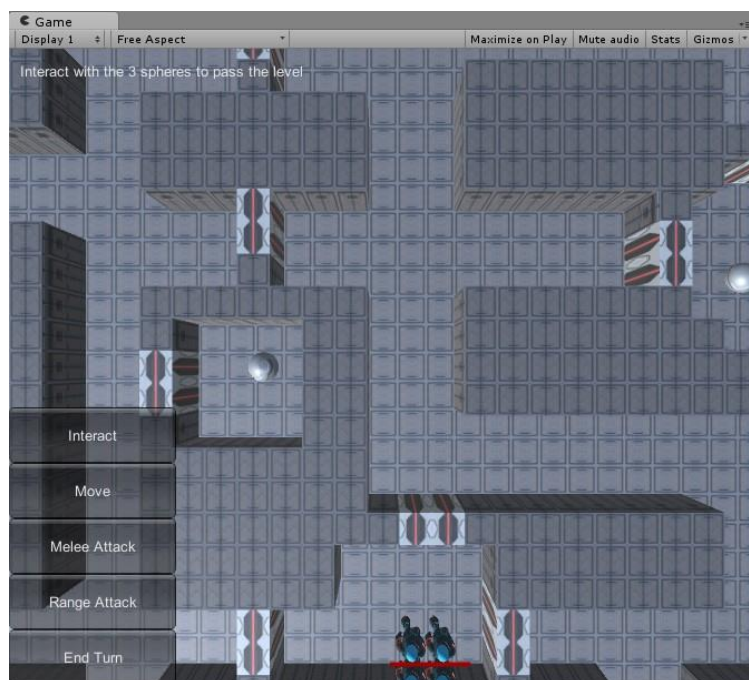 Game
Display 1
Free Aspect
Maximize on Play
Mute audio
Stats
Gizmos
Interact with the 3 spheres to pass the level
Interact
Move
Melee Attack
Range Attack
End Turn